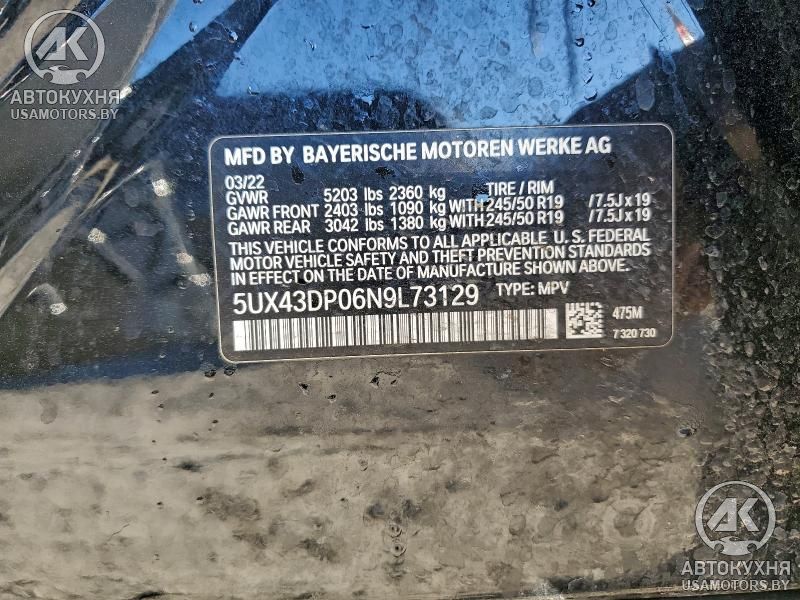 АК
АВТОКУХНЯ
USAMOTORS.BY
MFD BY BAYERISCHE MOTOREN WERKE AG
03/22
GVWR 5203 lbs 2360 kg TIRE / RIM
GAWR FRONT 2403 lbs 1090 kg WITH 245/50 R19 /7.5J x 19
GAWR REAR 3042 lbs 1380 kg WITH 245/50 R19 /7.5J x 19
THIS VEHICLE CONFORMS TO ALL APPLICABLE U. S. FEDERAL
MOTOR VEHICLE SAFETY AND THEFT PREVENTION STANDARDS
IN EFFECT ON THE DATE OF MANUFACTURE SHOWN ABOVE.
5UX43DP06N9L73129 TYPE: MPV
475M
7 320 730
АК
АВТОКУХНЯ
USAMOTORS.BY